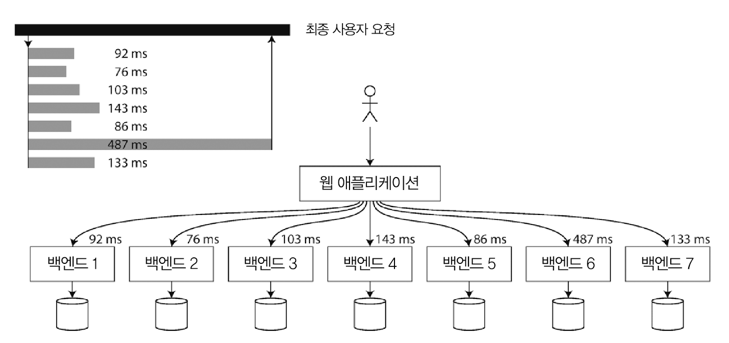 최종 사용자 요청
92 ms
76 ms
103 ms
143 ms
86 ms
487 ms
133 ms
웹 애플리케이션
92 ms 76 ms 103 ms 143 ms 86 ms 487 ms 133 ms
백엔드 1 백엔드 2 백엔드 3 백엔드 4 백엔드 5 백엔드 6 백엔드 7